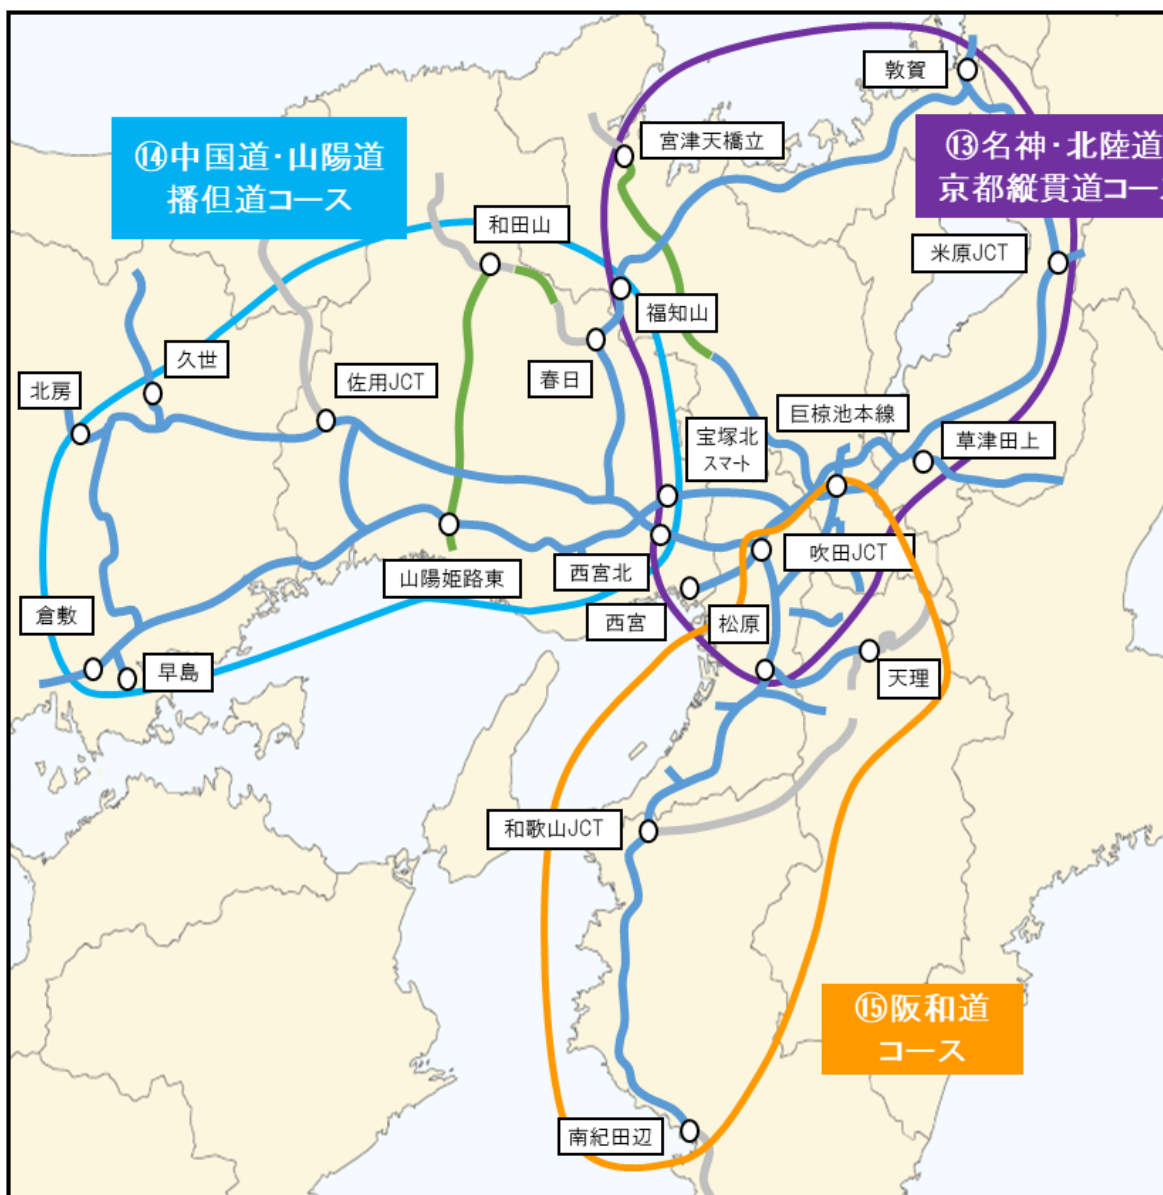 敦賀
宮津天橋立
⑭中国道・山陽道
播但道コース
⑬名神・北陸道
京都縦貫道コース
和田山
米原JCT
福知山
久世
佐用JCT
春日
北房
巨椋池本線
宝塚北
スマート
草津田上
吹田JCT
西宮北
山陽姫路東
倉敷
西宮
松原
早島
天理
和歌山JCT
⑮阪和道
コース
南紀田辺